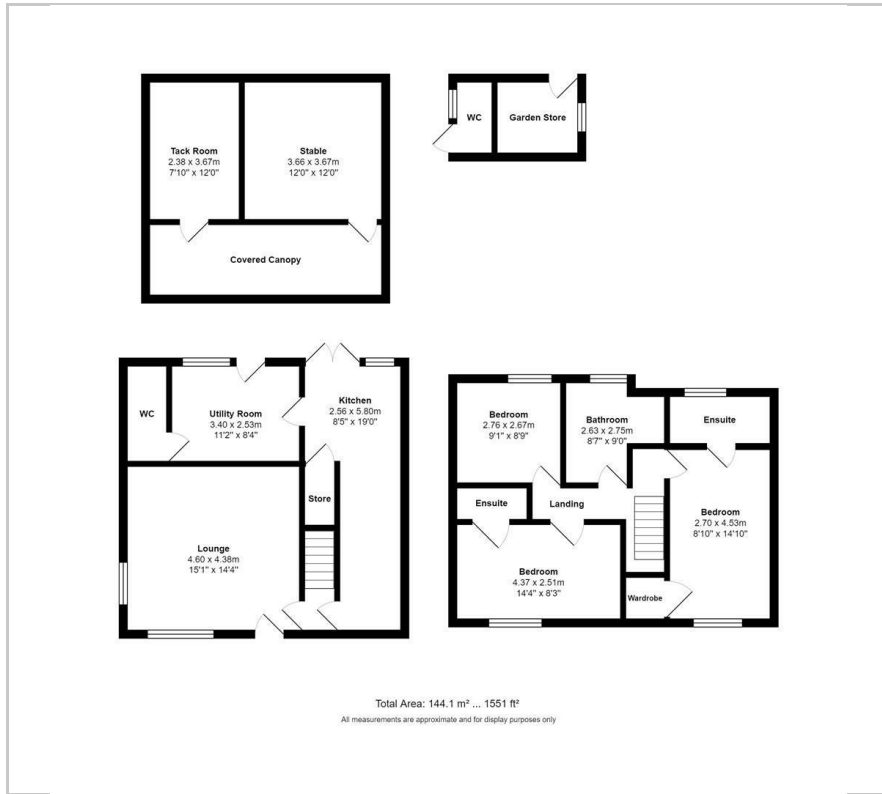 Tack Room
2.38 x 3.67m
7'10" x 12'0"
Stable
3.66 x 3.67m
12'0" x 12'0"
Covered Canopy
WC
Garden Store
WC
Utility Room
3.40 x 2.53m
11'2" x 8'4"
Kitchen
2.56 x 5.80m
8'5" x 19'0"
Store
Lounge
4.60 x 4.38m
15'1" x 14'4"
Bedroom
2.76 x 2.67m
9'1" x 8'9"
Bathroom
2.63 x 2.75m
8'7" x 9'0"
Ensuite
Ensuite
Landing
Bedroom
2.70 x 4.53m
8'10" x 14'10"
Bedroom
4.37 x 2.51m
14'4" x 8'3"
Wardrobe
Total Area: 144.1 m² ... 1551 ft²
All measurements are approximate and for display purposes only